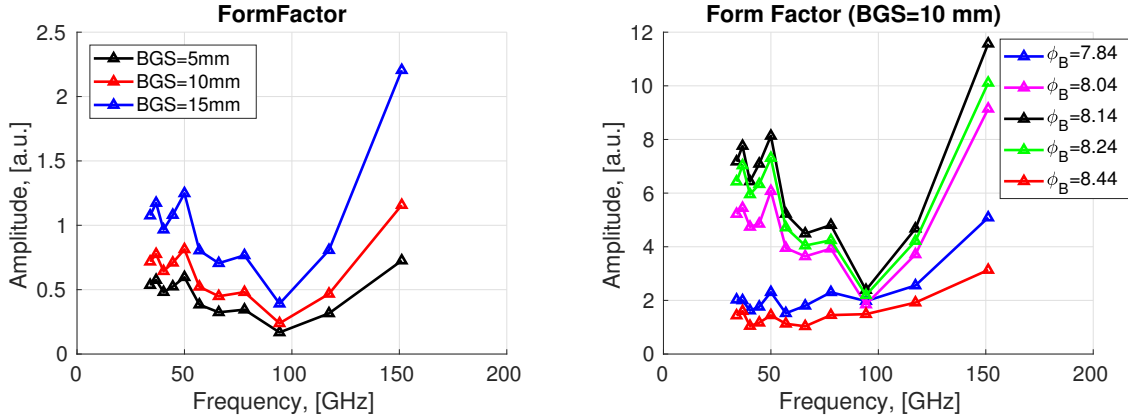 FormFactor
2.5
2
1.5
1
0.5
0
0
50
100
150
200
Amplitude, [a.u.]
Frequency, [GHz]
BGS=5mm
BGS=10mm
BGS=15mm
Form Factor (BGS=10 mm)
12
10
8
6
4
2
0
0
50
100
150
200
Amplitude, [a.u.]
Frequency, [GHz]
ϕB=7.84
ϕB=8.04
ϕB=8.14
ϕB=8.24
ϕB=8.44